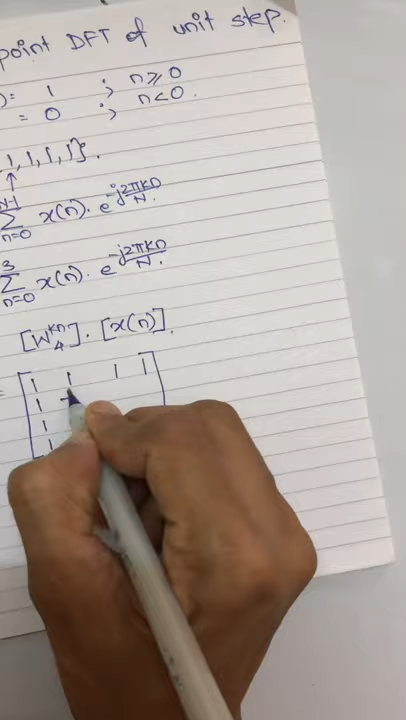 point DFT of unit step.
)= 1 ; n≥0
= 0 ; n<0.
1,1,1,1}.
↑
N-1 ∑ n=0 x(n). e^-j2πkn/N.
3 ∑ n=0 x(n). e^-j2πkn/N.
[W4^kn]. [x(n)].
= [1 1 1 1]
1 -
1
1